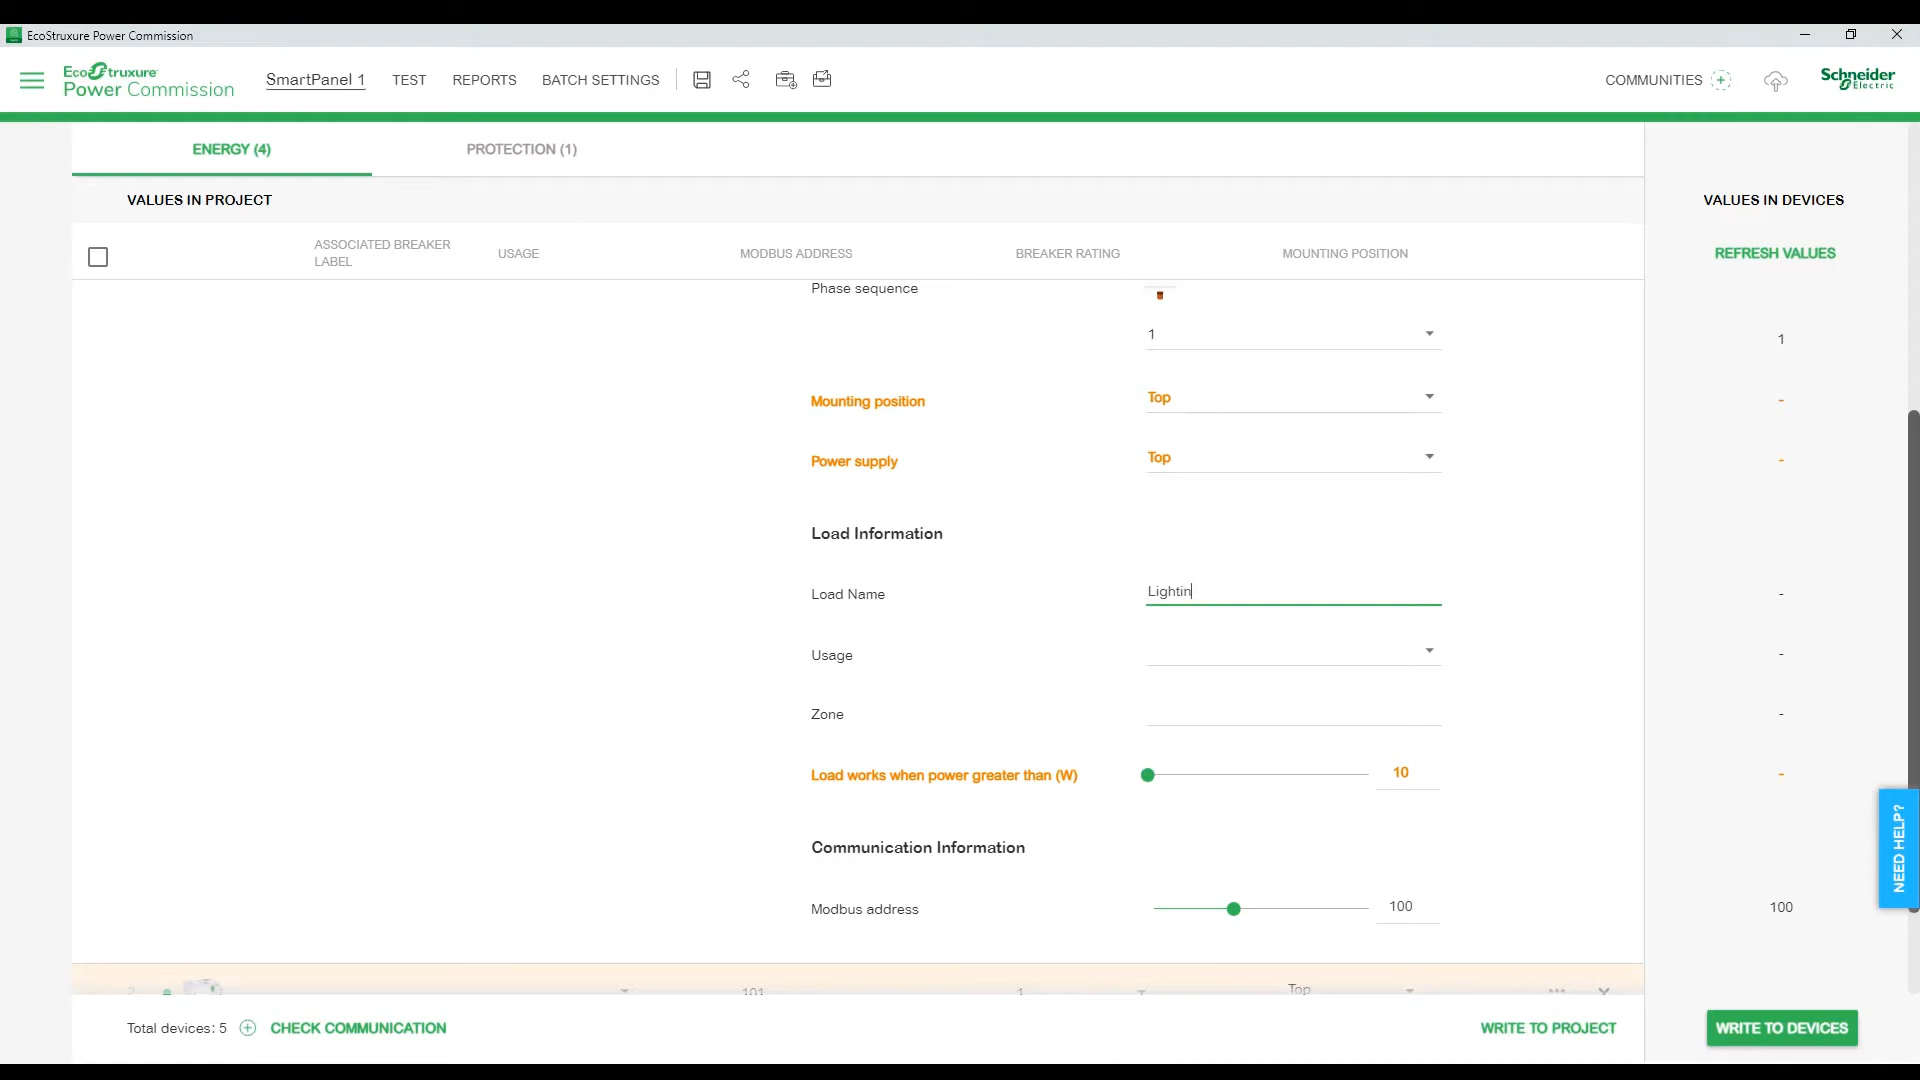 EcoStruxure Power Commission
EcoStruxure
Power Commission
SmartPanel 1
TEST
REPORTS
BATCH SETTINGS
COMMUNITIES
Schneider
Electric
ENERGY (4)
PROTECTION (1)
VALUES IN PROJECT
VALUES IN DEVICES
ASSOCIATED BREAKER
LABEL
USAGE
MODBUS ADDRESS
BREAKER RATING
MOUNTING POSITION
REFRESH VALUES
Phase sequence
1
1
Mounting position
Top
-
Power supply
Top
-
Load Information
Load Name
Lightin
-
Usage
-
Zone
-
Load works when power greater than (W)
10
-
NEED HELP?
Communication Information
Modbus address
100
100
2
101
1
Top
Total devices: 5
CHECK COMMUNICATION
WRITE TO PROJECT
WRITE TO DEVICES